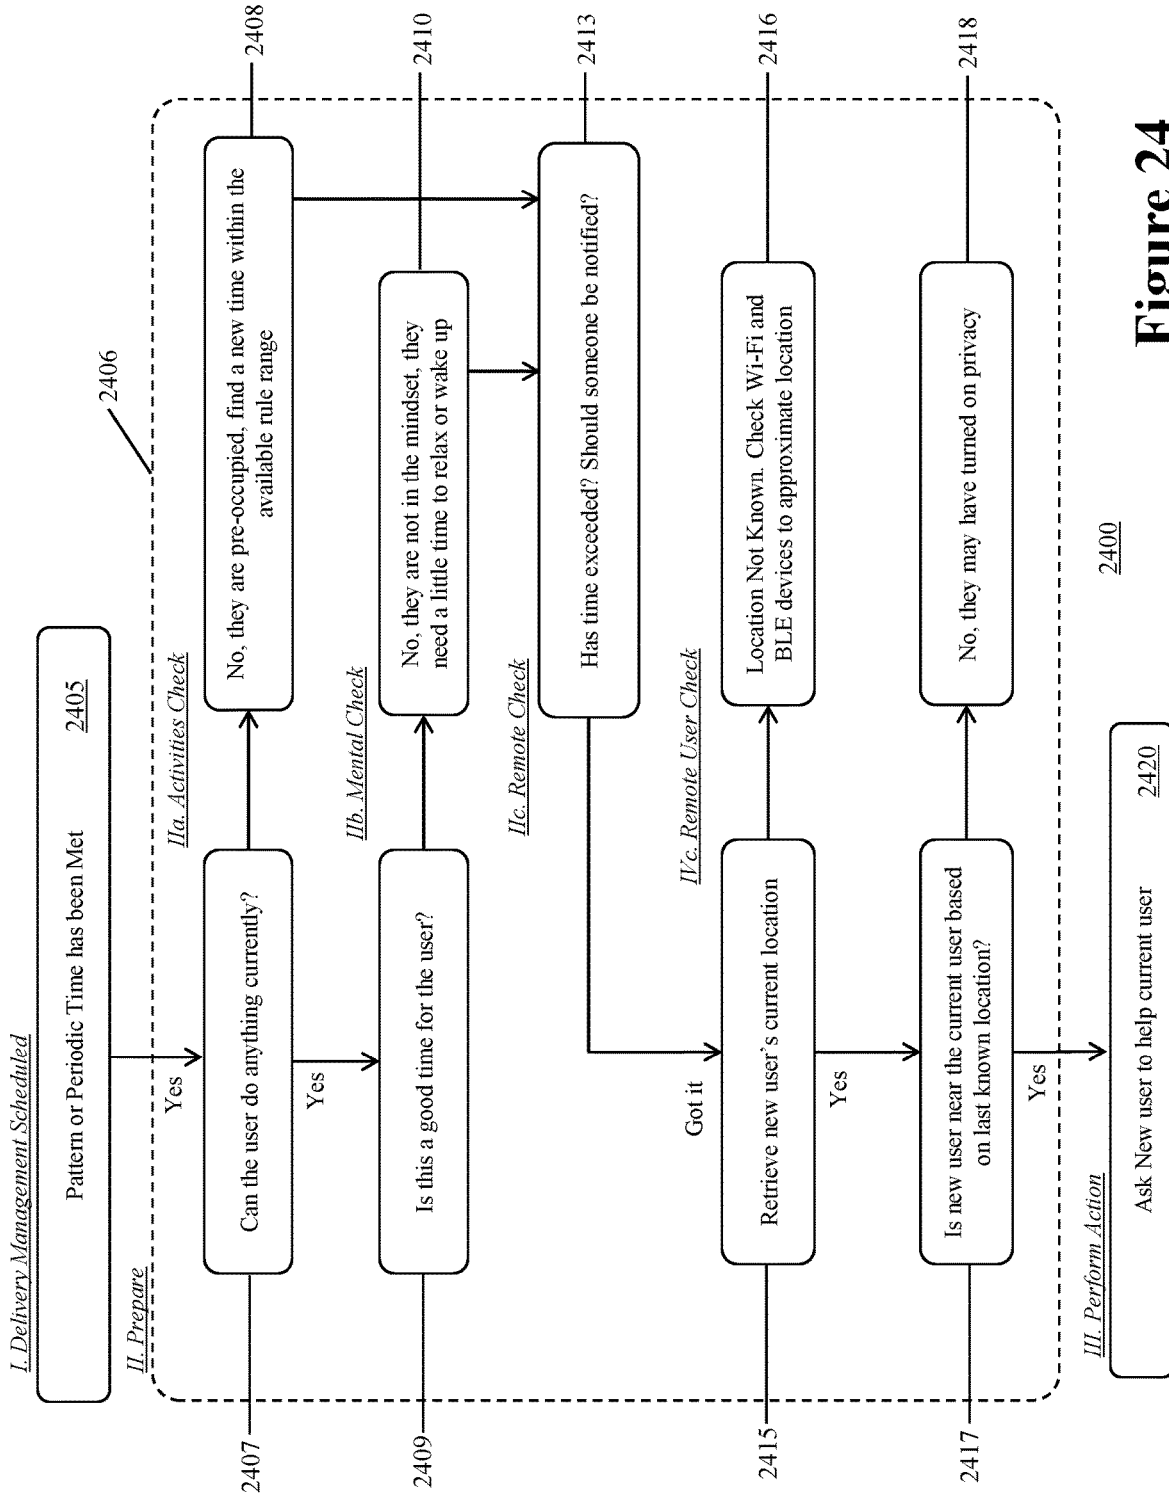 I. Delivery Management Scheduled
Pattern or Periodic Time has been Met
2405
II. Prepare
2406
Yes
IIa. Activities Check
2407
Can the user do anything currently?
No, they are pre-occupied, find a new time within the
available rule range
2408
Yes
IIb. Mental Check
2409
Is this a good time for the user?
No, they are not in the mindset, they
need a little time to relax or wake up
2410
IIc. Remote Check
Has time exceeded? Should someone be notified?
2413
Got it
IVc. Remote User Check
2415
Retrieve new user's current location
Location Not Known. Check Wi-Fi and
BLE devices to approximate location
2416
Yes
2417
Is new user near the current user based
on last known location?
No, they may have turned on privacy
2418
Yes
III. Perform Action
Ask New user to help current user
2420
2400
Figure 24